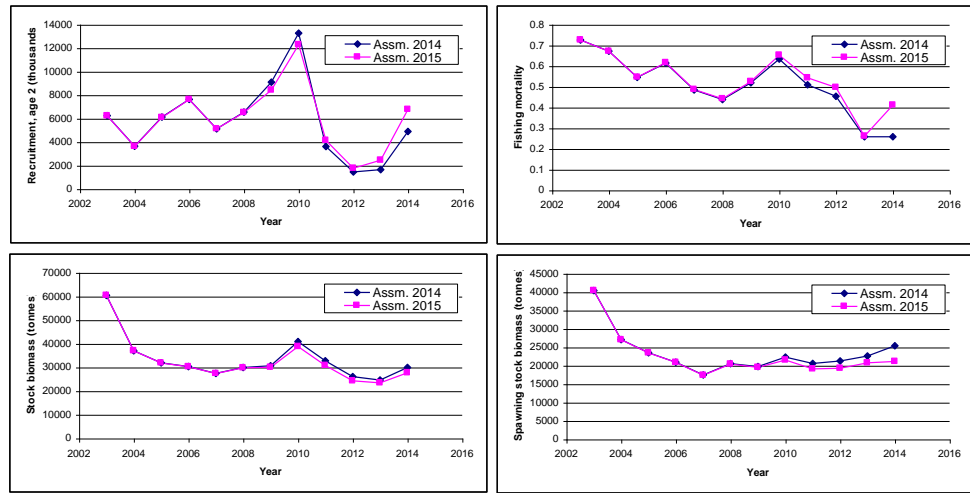 14000
12000
10000
8000
6000
4000
2000
0
Recruitment, age 2 (thousands
Assm. 2014
Assm. 2015
2002 2004 2006 2008 2010 2012 2014 2016
Year
0.8
0.7
0.6
0.5
0.4
0.3
0.2
0.1
0
Fishing mortality
Assm. 2014
Assm. 2015
2002 2004 2006 2008 2010 2012 2014 2016
Year
70000
60000
50000
40000
30000
20000
10000
0
Stock biomass (tonnes
Assm. 2014
Assm. 2015
2002 2004 2006 2008 2010 2012 2014 2016
Year
45000
40000
35000
30000
25000
20000
15000
10000
5000
0
Spawning stock biomass (tonnes
Assm. 2014
Assm. 2015
2002 2004 2006 2008 2010 2012 2014 2016
Year